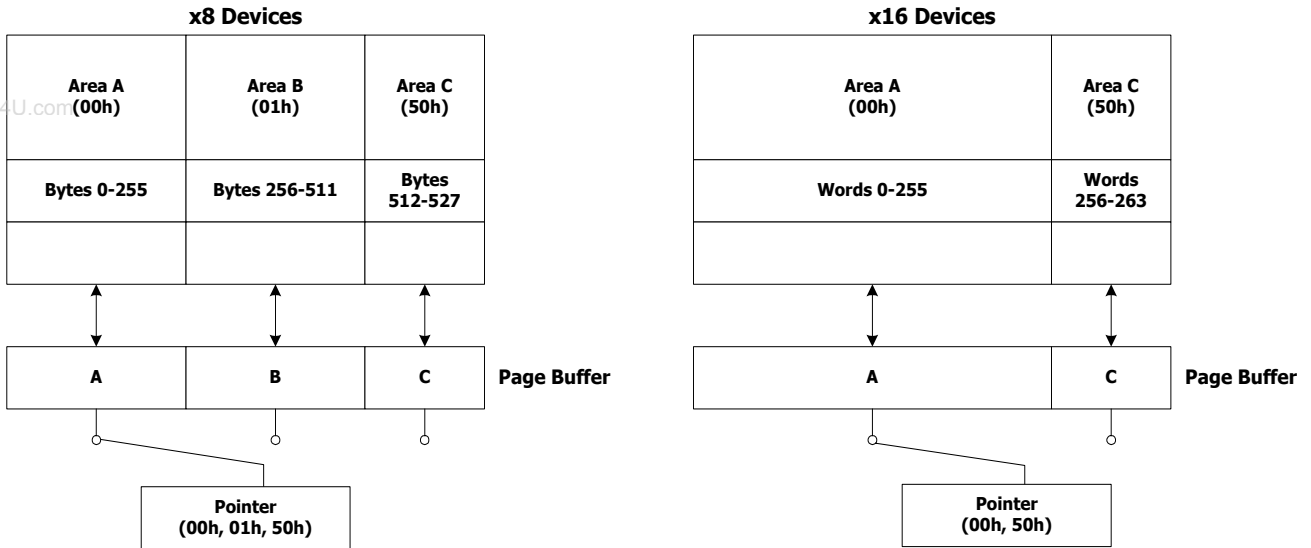 x8 Devices
x16 Devices
Area A
(00h)
Area B
(01h)
Area C
(50h)
Area A
(00h)
Area C
(50h)
4U.com
Bytes 0-255
Bytes 256-511
Bytes
512-527
Words 0-255
Words
256-263
A
B
C
Page Buffer
A
C
Page Buffer
Pointer
(00h, 01h, 50h)
Pointer
(00h, 50h)